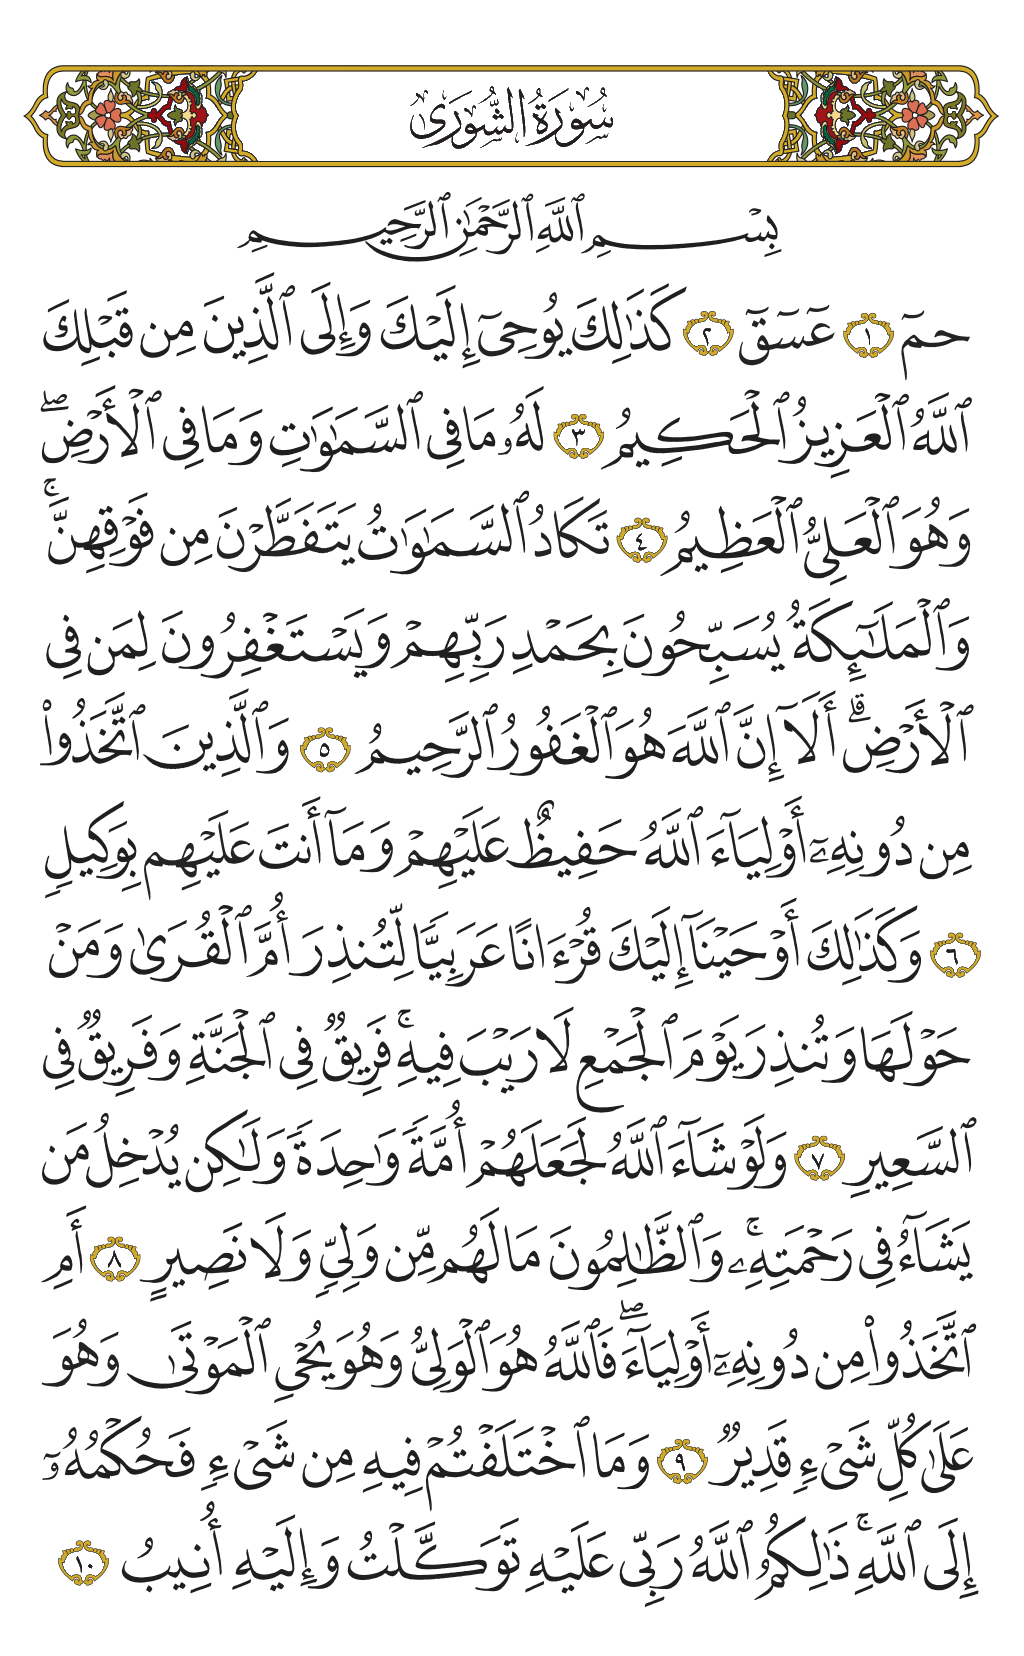 سُورَةُ الشُّورَىٰ
بِسْمِ ٱللَّهِ ٱلرَّحْمَٰنِ ٱلرَّحِيمِ
حمٓ ١ عٓسٓقٓ ٢ كَذَٰلِكَ يُوحِىٓ إِلَيْكَ وَإِلَى ٱلَّذِينَ مِن قَبْلِكَ
ٱللَّهُ ٱلْعَزِيزُ ٱلْحَكِيمُ ٣ لَهُۥ مَا فِى ٱلسَّمَٰوَٰتِ وَمَا فِى ٱلْأَرْضِۖ
وَهُوَ ٱلْعَلِىُّ ٱلْعَظِيمُ ٤ تَكَادُ ٱلسَّمَٰوَٰتُ يَتَفَطَّرْنَ مِن فَوْقِهِنَّۚ
وَٱلْمَلَٰٓئِكَةُ يُسَبِّحُونَ بِحَمْدِ رَبِّهِمْ وَيَسْتَغْفِرُونَ لِمَن فِى
ٱلْأَرْضِۗ أَلَآ إِنَّ ٱللَّهَ هُوَ ٱلْغَفُورُ ٱلرَّحِيمُ ٥ وَٱلَّذِينَ ٱتَّخَذُوا۟
مِن دُونِهِۦٓ أَوْلِيَآءَ ٱللَّهُ حَفِيظٌ عَلَيْهِمْ وَمَآ أَنتَ عَلَيْهِم بِوَكِيلٍ
٦ وَكَذَٰلِكَ أَوْحَيْنَآ إِلَيْكَ قُرْءَانًا عَرَبِيًّا لِّتُنذِرَ أُمَّ ٱلْقُرَىٰ وَمَنْ
حَوْلَهَا وَتُنذِرَ يَوْمَ ٱلْجَمْعِ لَا رَيْبَ فِيهِۚ فَرِيقٌ فِى ٱلْجَنَّةِ وَفَرِيقٌ فِى
ٱلسَّعِيرِ ٧ وَلَوْ شَآءَ ٱللَّهُ لَجَعَلَهُمْ أُمَّةً وَٰحِدَةً وَلَٰكِن يُدْخِلُ مَن
يَشَآءُ فِى رَحْمَتِهِۦۚ وَٱلظَّٰلِمُونَ مَا لَهُم مِّن وَلِىٍّ وَلَا نَصِيرٍ ٨ أَمِ
ٱتَّخَذُوا۟ مِن دُونِهِۦٓ أَوْلِيَآءَۖ فَٱللَّهُ هُوَ ٱلْوَلِىُّ وَهُوَ يُحْىِ ٱلْمَوْتَىٰ وَهُوَ
عَلَىٰ كُلِّ شَىْءٍ قَدِيرٌ ٩ وَمَا ٱخْتَلَفْتُمْ فِيهِ مِن شَىْءٍ فَحُكْمُهُۥٓ
إِلَى ٱللَّهِۚ ذَٰلِكُمُ ٱللَّهُ رَبِّى عَلَيْهِ تَوَكَّلْتُ وَإِلَيْهِ أُنِيبُ ١٠